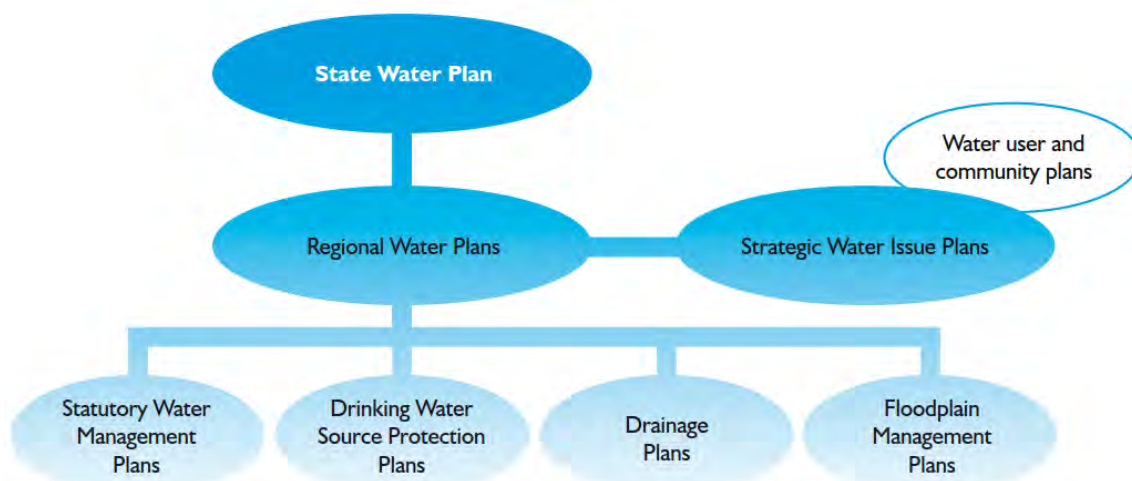 State Water Plan
Water user and
community plans
Regional Water Plans
Strategic Water Issue Plans
Statutory Water
Management
Plans
Drinking Water
Source Protection
Plans
Drainage
Plans
Floodplain
Management
Plans